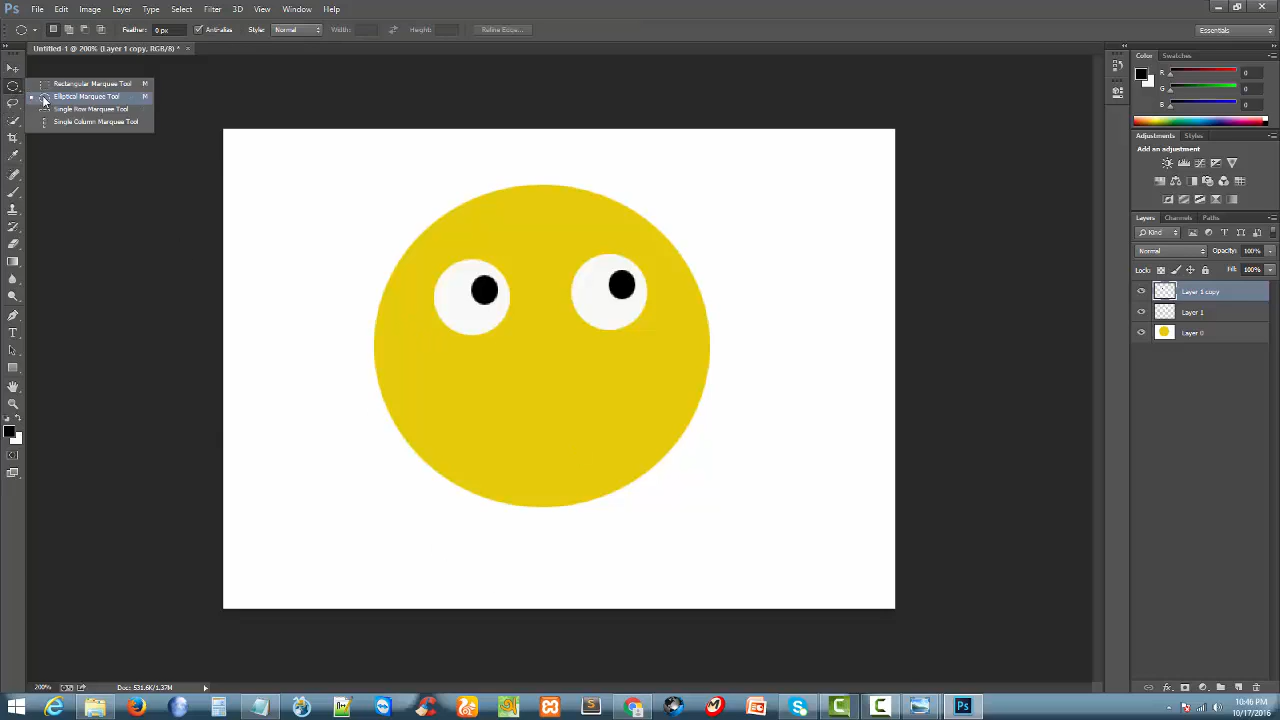 Ps File Edit Image Layer Type Select Filter 3D View Window Help
Feather: 0 px Anti-alias Style: Normal Width: Height: Refine Edge... Essentials
Untitled-1 @ 200% (Layer 1 copy, RGB/8) * ×
Color Swatches
R 0
G 0
B 0
Rectangular Marquee Tool M
Elliptical Marquee Tool M
Single Row Marquee Tool
Single Column Marquee Tool
Adjustments Styles
Add an adjustment
Layers Channels Paths
Kind
Normal Opacity: 100%
Lock: Fill: 100%
Layer 1 copy
Layer 1
Layer 0
200% Doc: 531.6K/1.37M
10:46 PM
10/17/2016